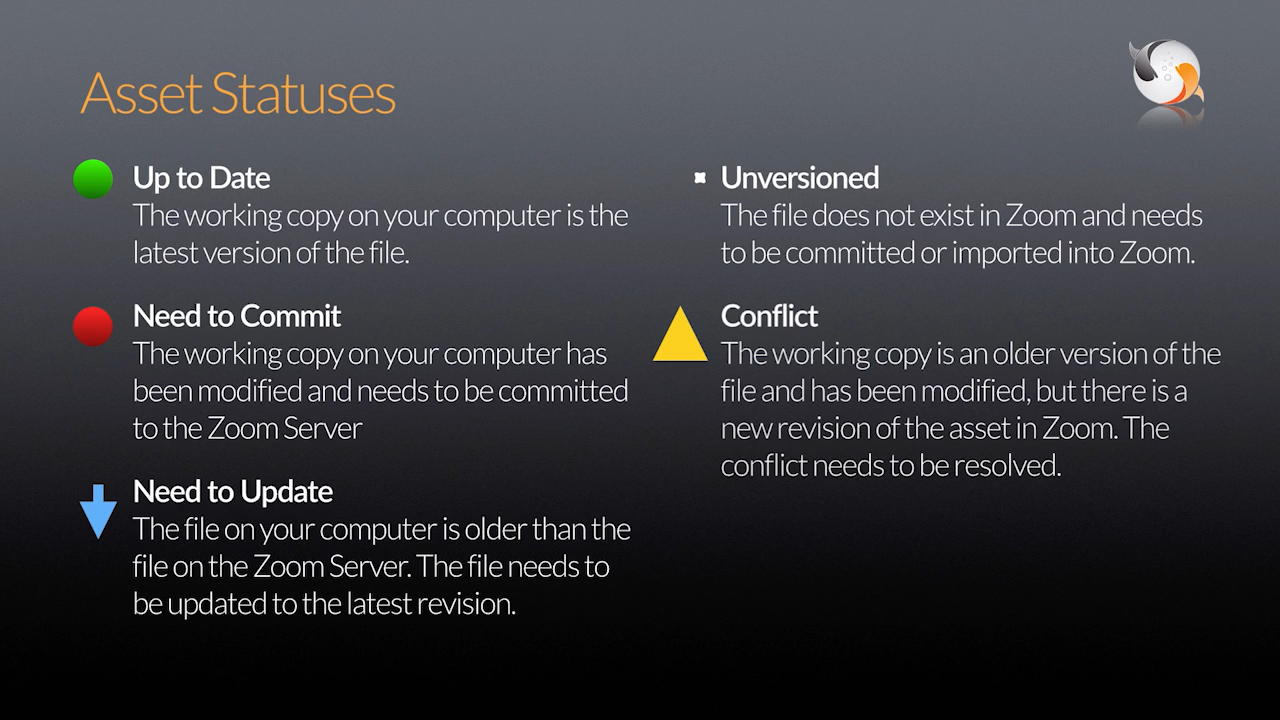 Asset Statuses
Up to Date
The working copy on your computer is the
latest version of the file.
Need to Commit
The working copy on your computer has
been modified and needs to be committed
to the Zoom Server
Need to Update
The file on your computer is older than the
file on the Zoom Server. The file needs to
be updated to the latest revision.
Unversioned
The file does not exist in Zoom and needs
to be committed or imported into Zoom.
Conflict
The working copy is an older version of the
file and has been modified, but there is a
new revision of the asset in Zoom. The
conflict needs to be resolved.